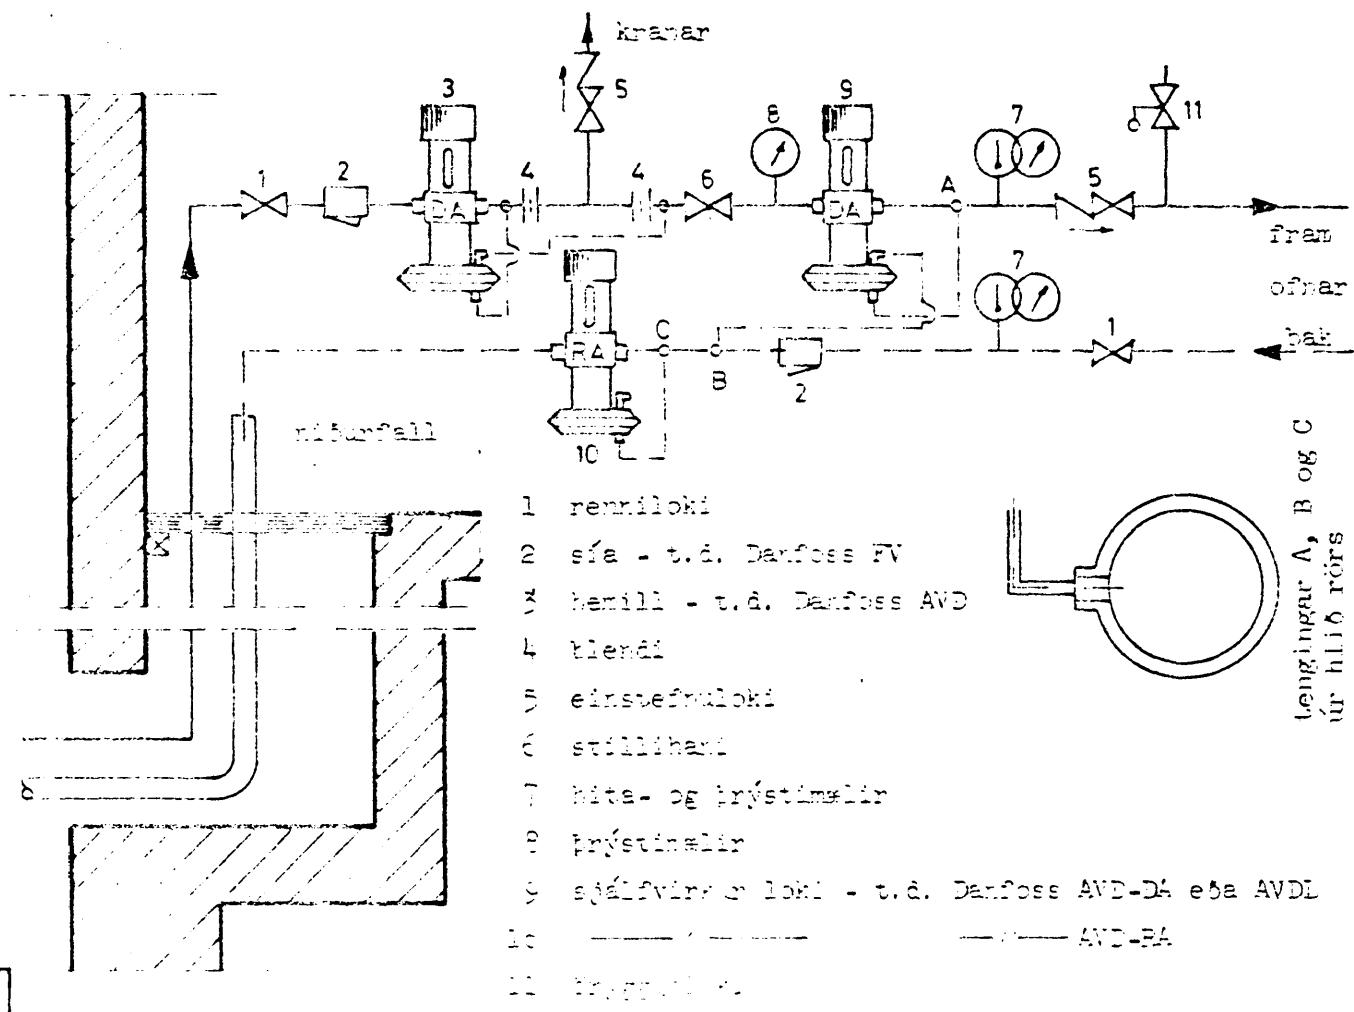 kranar
3
5
9
7
11
8
1
2
4
4
6
A
5
DA
DA
fram
7
ofnar
RA
C
B
1
bak
2
niðurfall
10
1 renniloki
2 sía - t.d. Danfoss FV
3 hemill - t.d. Danfoss AVD
4 blendi
5 einstefnuloki
6 stillihani
7 hita- og þrýstimælir
8 þrýstimælir
9 sjálfvirkur loki - t.d. Danfoss AVD-DA eða AVDL
10 — " — — " — AVD-RA
11
tengingar A, B og C
úr hlið rörs